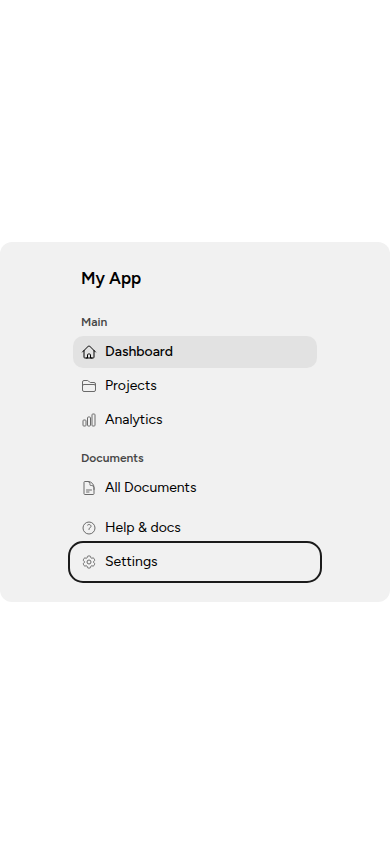 My App
Main
Dashboard
Projects
Analytics
Documents
All Documents
Help & docs
Settings